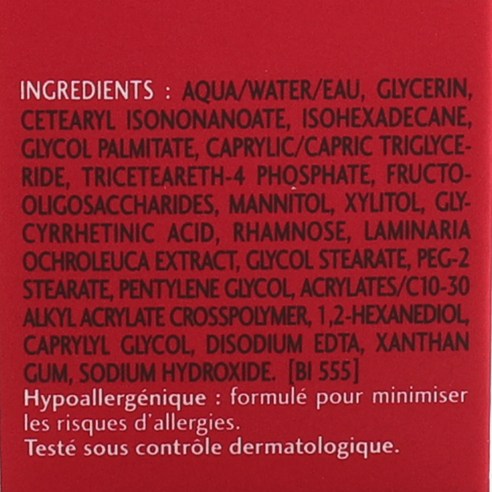 INGREDIENTS : AQUA/WATER/EAU, GLYCERIN,
CETEARYL ISONONANOATE, ISOHEXADECANE,
GLYCOL PALMITATE, CAPRYLIC/CAPRIC TRIGLYCE-
RIDE, TRICETEARETH-4 PHOSPHATE, FRUCTO-
OLIGOSACCHARIDES, MANNITOL, XYLITOL, GLY-
CYRRHETINIC ACID, RHAMNOSE, LAMINARIA
OCHROLEUCA EXTRACT, GLYCOL STEARATE, PEG-2
STEARATE, PENTYLENE GLYCOL, ACRYLATES/C10-30
ALKYL ACRYLATE CROSSPOLYMER, 1,2-HEXANEDIOL,
CAPRYLYL GLYCOL, DISODIUM EDTA, XANTHAN
GUM, SODIUM HYDROXIDE. [BI 555]
Hypoallergénique : formulé pour minimiser
les risques d'allergies.
Testé sous contrôle dermatologique.